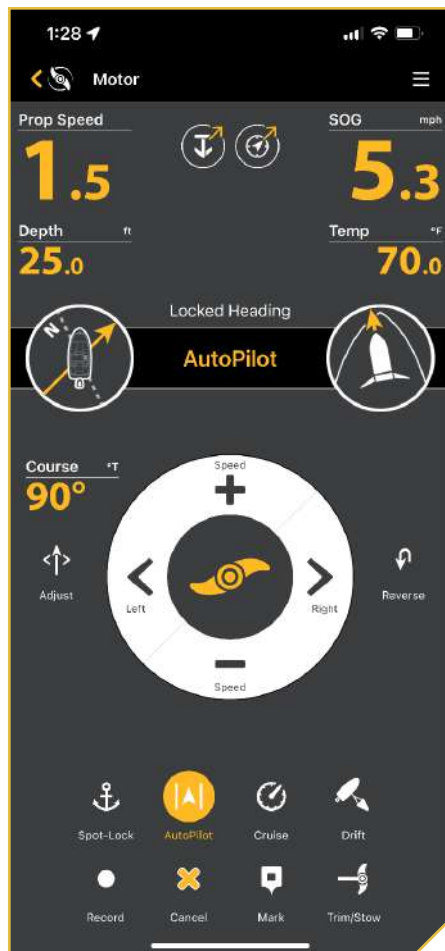 1:28
Motor
Prop Speed
SOG mph
1.5
5.3
Depth ft
Temp °F
25.0
70.0
N
Locked Heading
AutoPilot
Course °T
90°
Speed
Adjust
Left
Right
Reverse
Speed
Spot-Lock
AutoPilot
Cruise
Drift
Record
Cancel
Mark
Trim/Stow